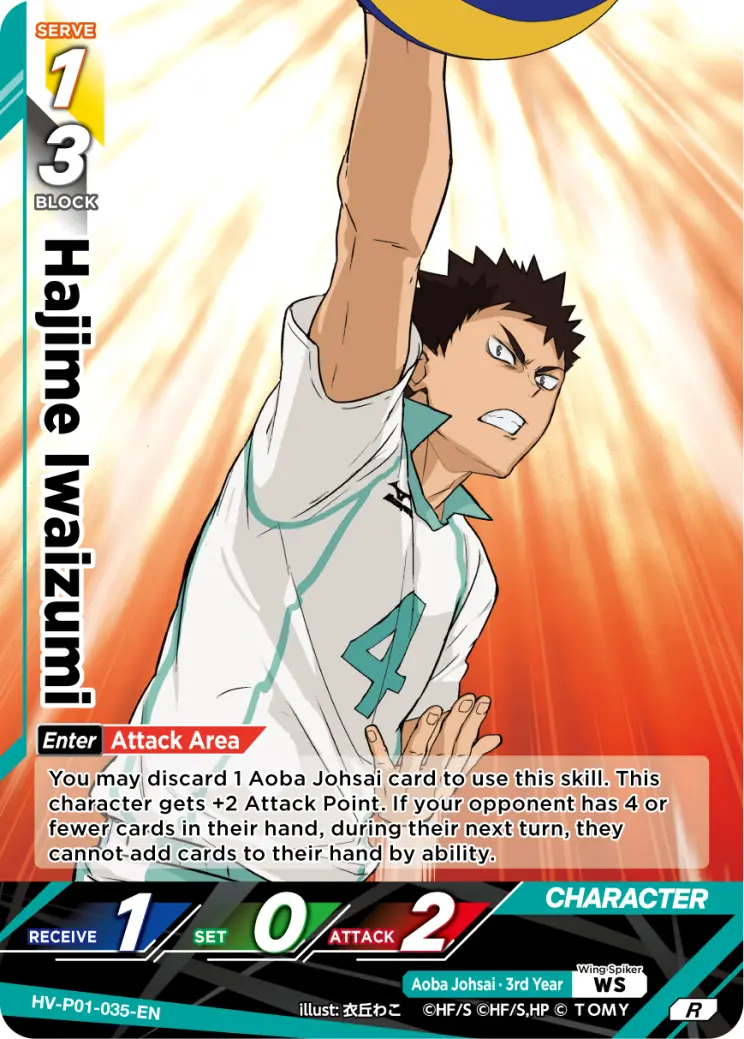 SERVE
1
3
BLOCK
Hajime Iwaizumi
4
Enter Attack Area
You may discard 1 Aoba Johsai card to use this skill. This
character gets +2 Attack Point. If your opponent has 4 or
fewer cards in their hand, during their next turn, they
cannot add cards to their hand by ability.
CHARACTER
RECEIVE 1 SET 0 ATTACK 2
Wing Spiker
Aoba Johsai · 3rd Year WS
HV-P01-035-EN
illust: 衣丘わこ ©HF/S ©HF/S,HP © TOMY
R